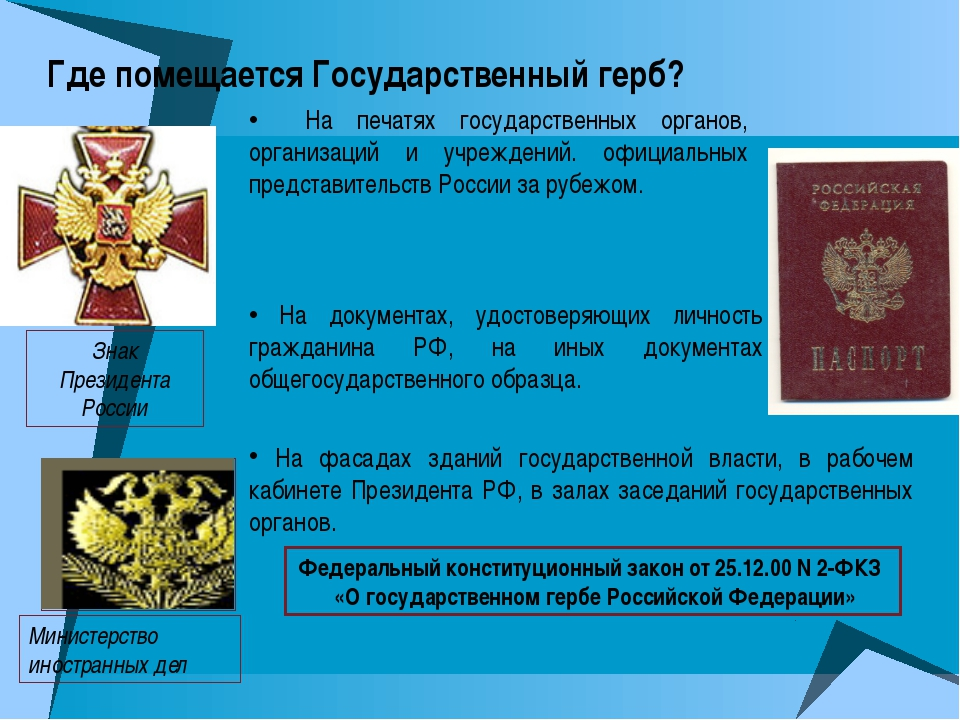 Где помещается Государственный герб?
• На печатях государственных органов,
организаций и учреждений. официальных
представительств России за рубежом.
РОССИЙСКАЯ
ФЕДЕРАЦИЯ
ПАСПОРТ
• На документах, удостоверяющих личность
гражданина РФ, на иных документах
общегосударственного образца.
Знак
Президента
России
• На фасадах зданий государственной власти, в рабочем
кабинете Президента РФ, в залах заседаний государственных
органов.
Федеральный конституционный закон от 25.12.00 N 2-ФКЗ
«О государственном гербе Российской Федерации»
Министерство
иностранных дел